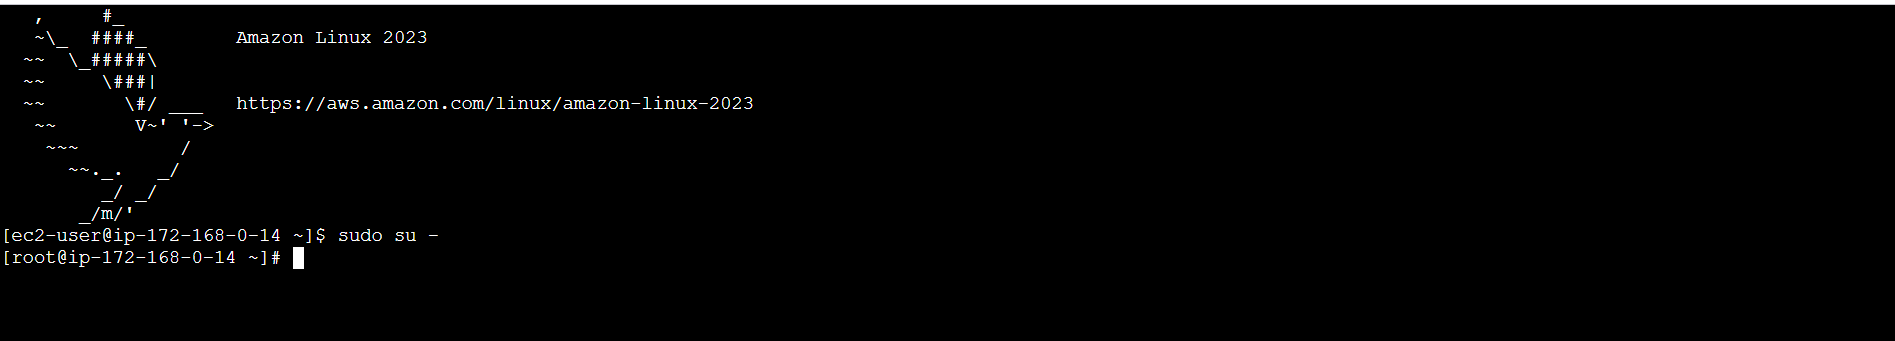 ,     #_
   ~\_  ####_        Amazon Linux 2023
  ~~  \_#####\
  ~~     \###|
  ~~       \#/ ___   https://aws.amazon.com/linux/amazon-linux-2023
   ~~       V~' '->
    ~~~         /
      ~~._.   _/
         _/ _/
       _/m/'
[ec2-user@ip-172-168-0-14 ~]$ sudo su -
[root@ip-172-168-0-14 ~]#